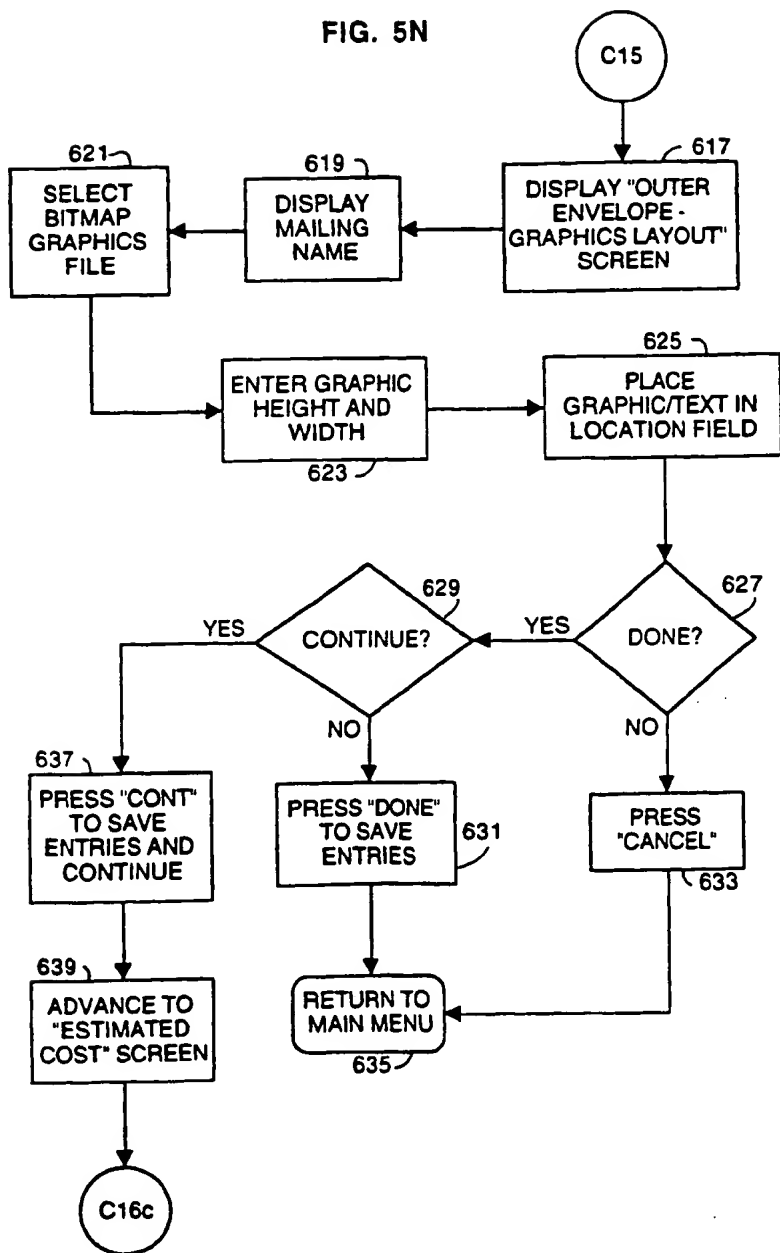 FIG. 5N
C15
617
DISPLAY "OUTER
ENVELOPE -
GRAPHICS LAYOUT"
SCREEN
619
DISPLAY
MAILING
NAME
621
SELECT
BITMAP
GRAPHICS
FILE
ENTER GRAPHIC
HEIGHT AND
WIDTH
623
625
PLACE
GRAPHIC/TEXT IN
LOCATION FIELD
627
DONE?
YES
NO
629
CONTINUE?
YES
NO
637
PRESS "CONT"
TO SAVE
ENTRIES AND
CONTINUE
PRESS "DONE"
TO SAVE
ENTRIES
631
PRESS
"CANCEL"
633
639
ADVANCE TO
"ESTIMATED
COST" SCREEN
RETURN TO
MAIN MENU
635
C16c